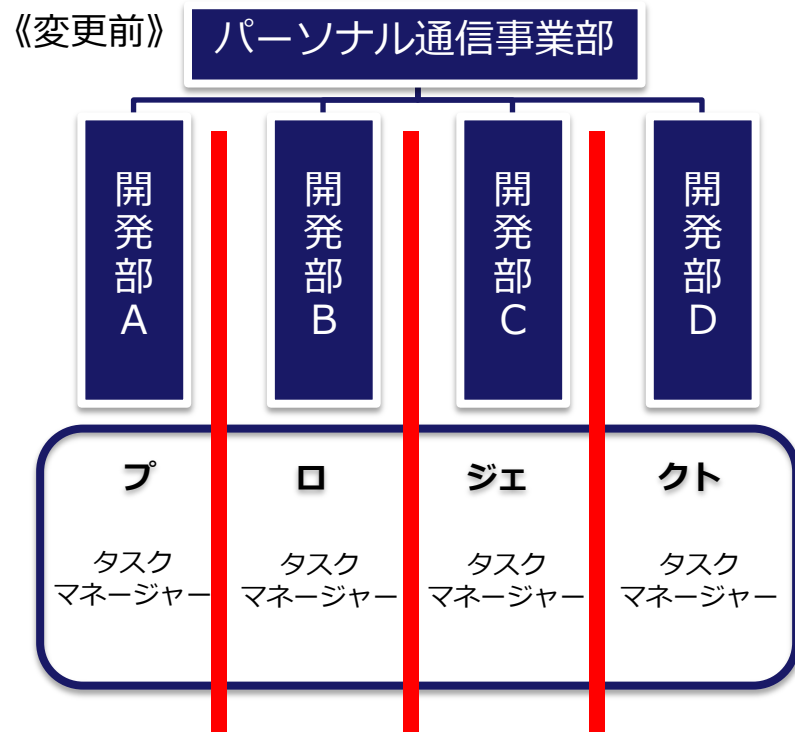 《変更前》
パーソナル通信事業部
開発部A
開発部B
開発部C
開発部D
プ ロ ジェ クト
タスク
マネージャー
タスク
マネージャー
タスク
マネージャー
タスク
マネージャー